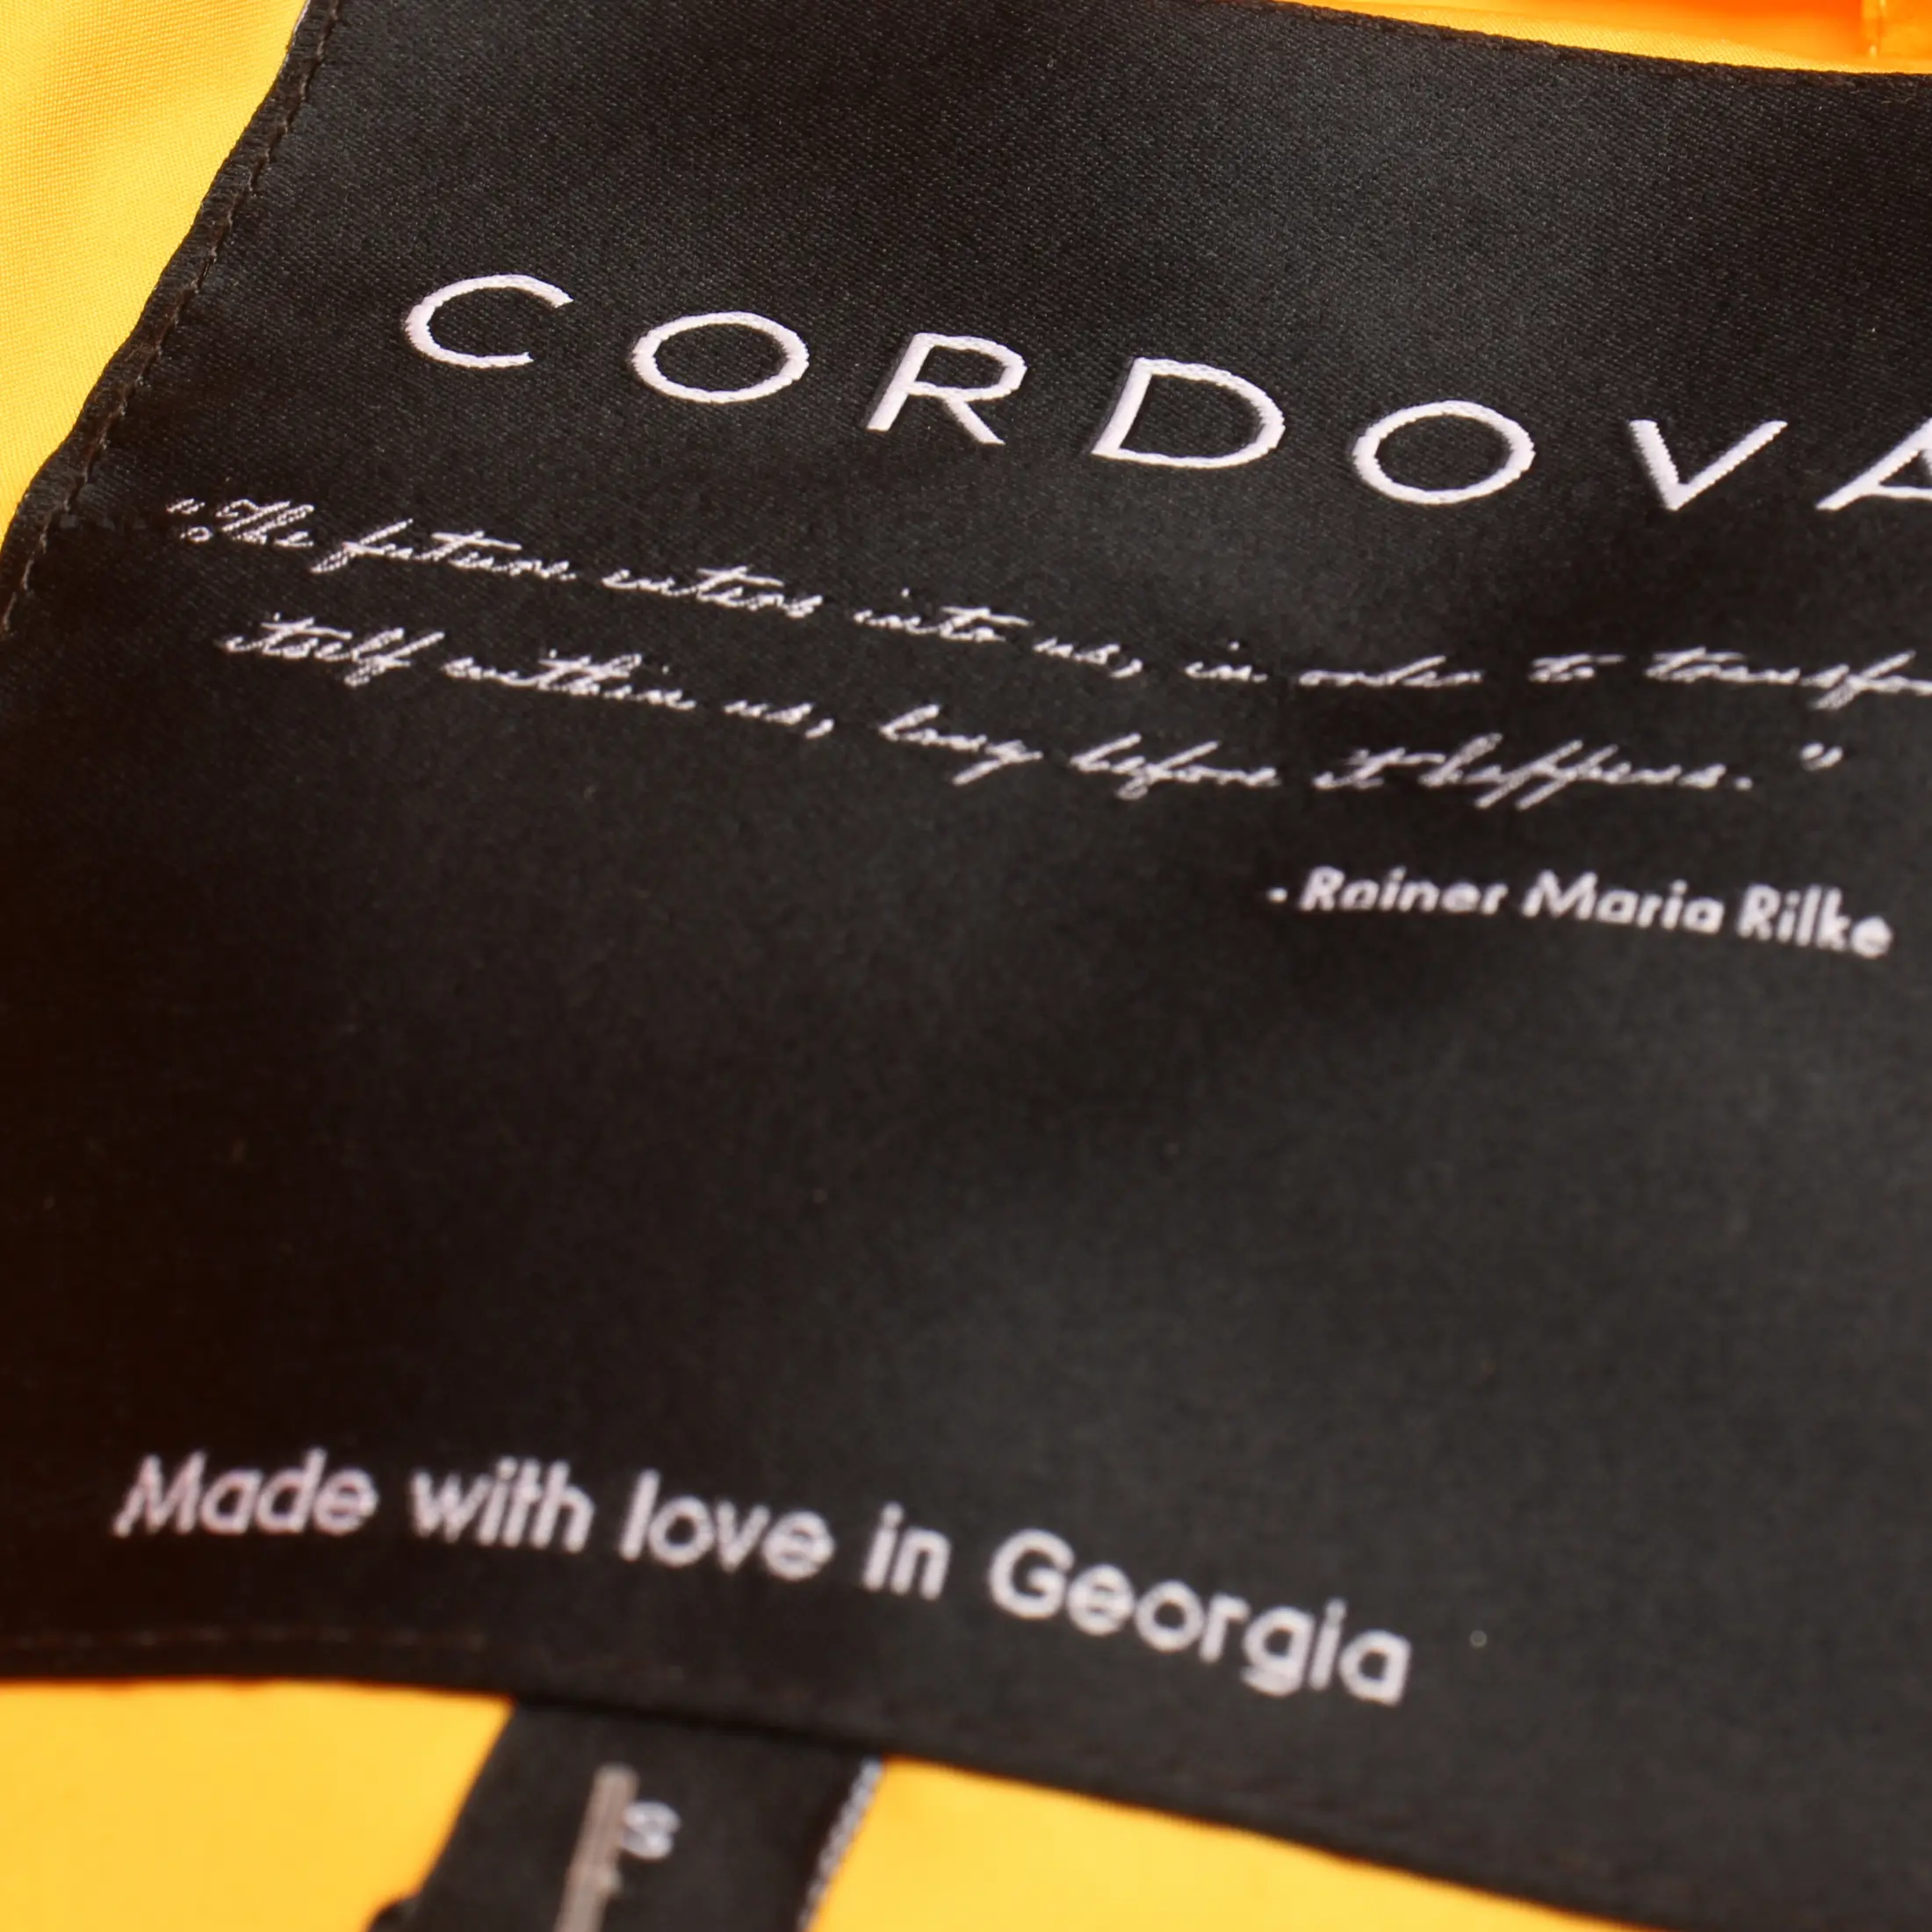 CORDOVA
"The future enters into us, in order to transfo
itself within us, long before it happens."
- Rainer Maria Rilke
Made with love in Georgia
S